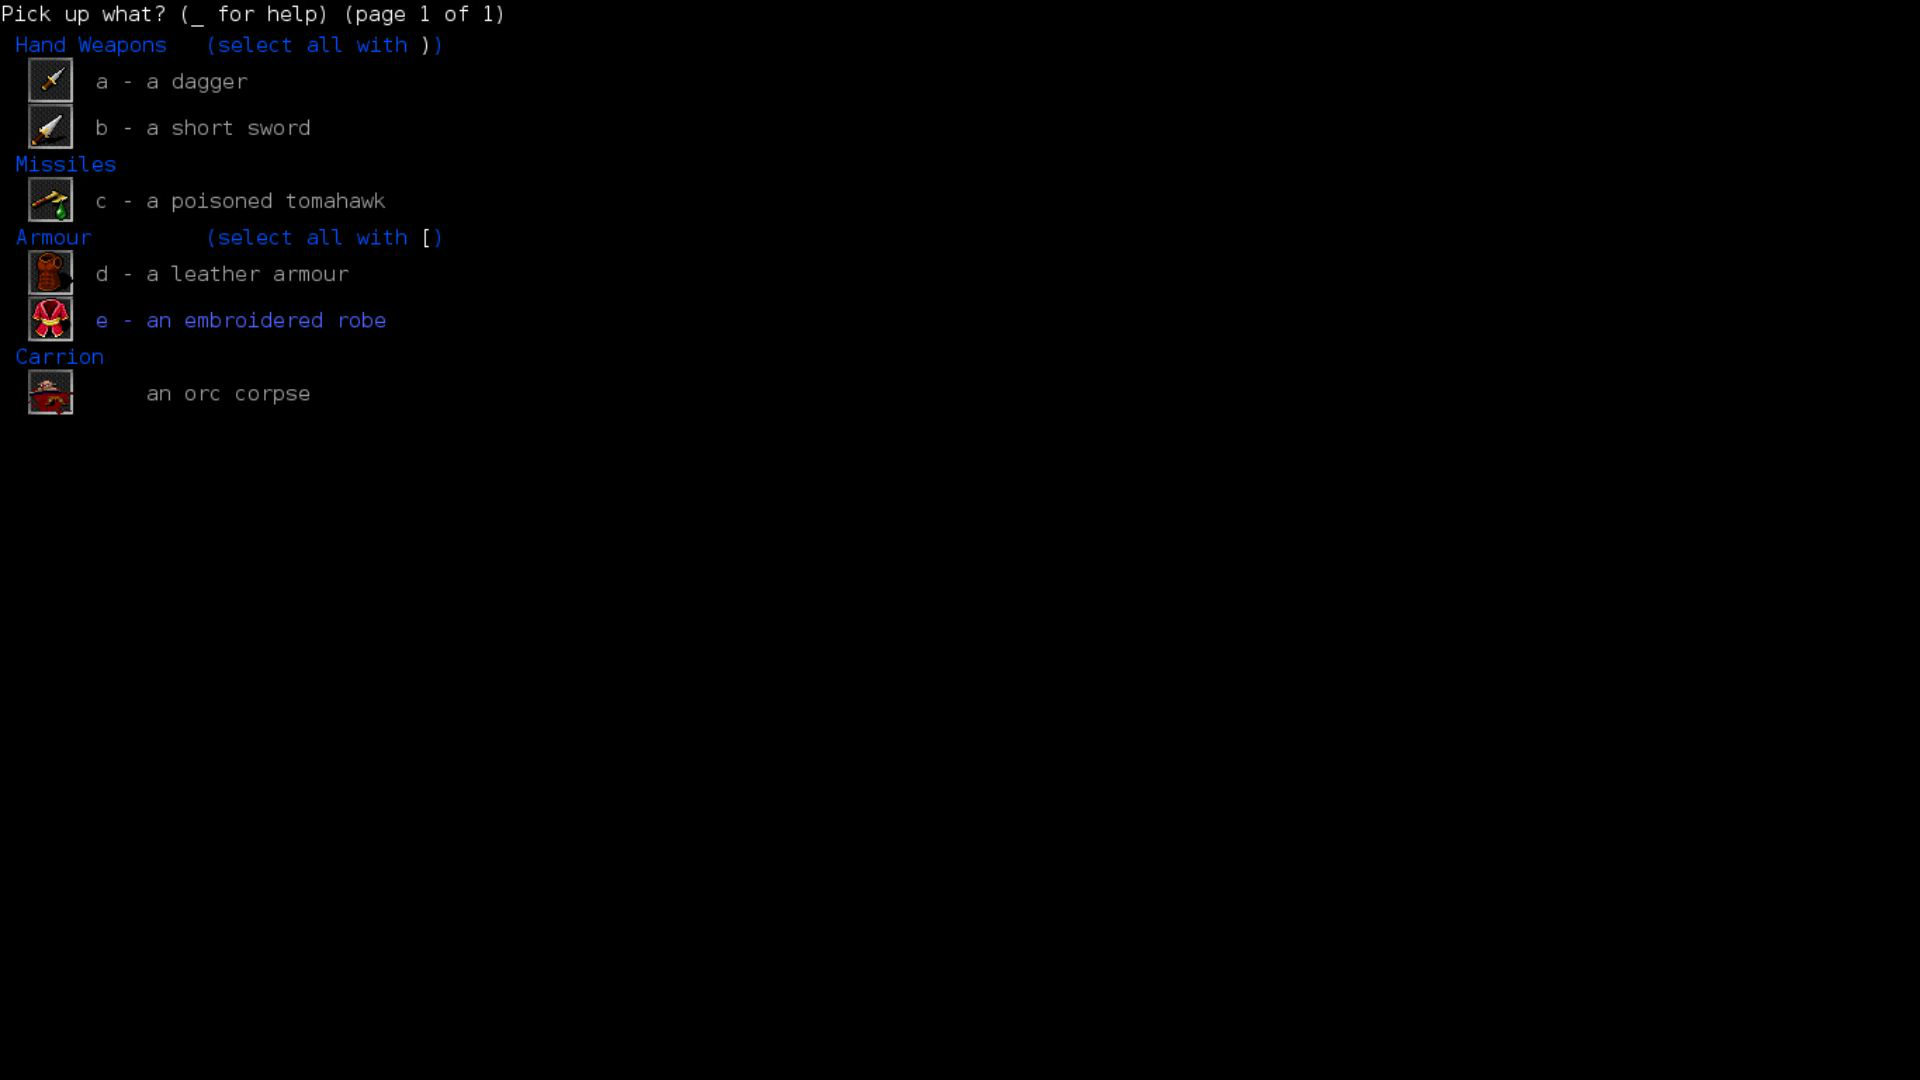 Pick up what? (_ for help) (page 1 of 1)
Hand Weapons (select all with ))
a - a dagger
b - a short sword
Missiles
c - a poisoned tomahawk
Armour (select all with [)
d - a leather armour
e - an embroidered robe
Carrion
an orc corpse